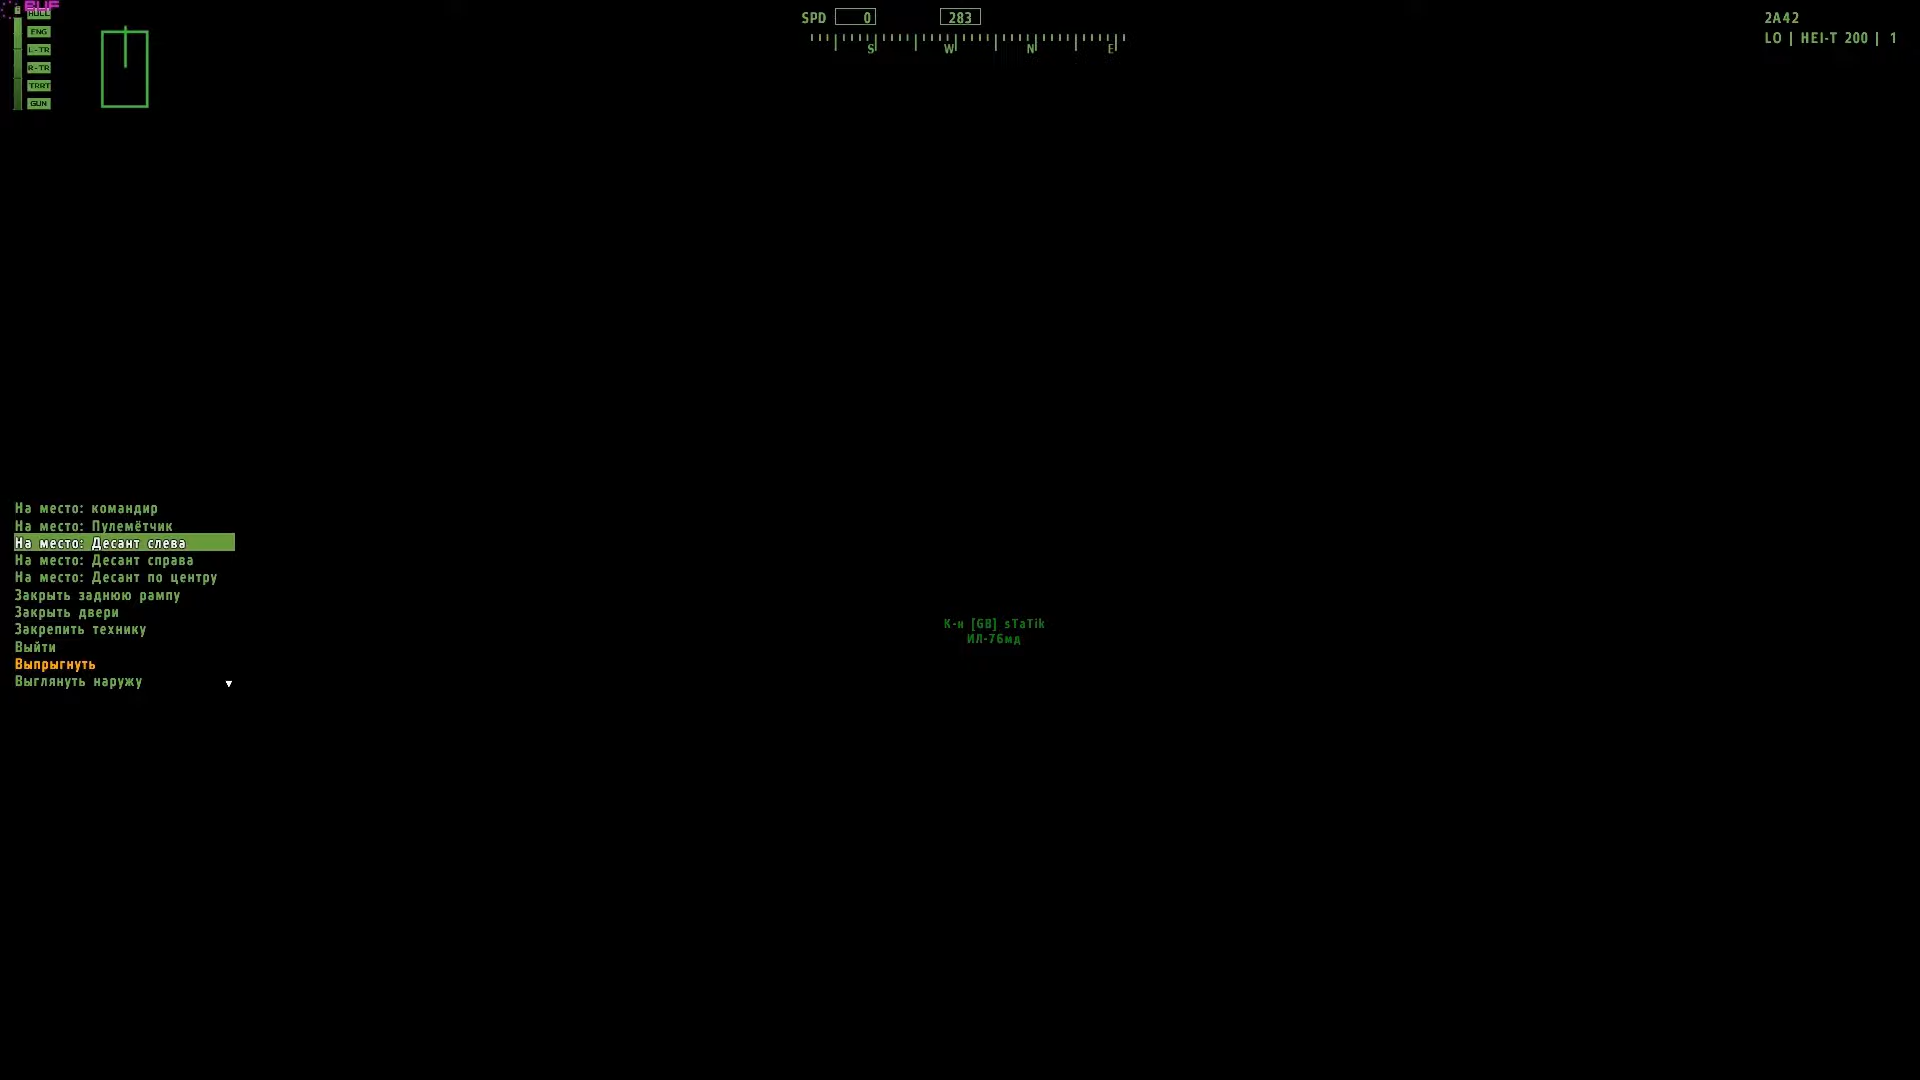 BUF
HULL
ENG
L-TR
R-TR
TRRT
GUN
SPD 0 283
S W N E
2A42
LO | HEI-T 200 | 1
На место: командир
На место: Пулемётчик
На место: Десант слева
На место: Десант справа
На место: Десант по центру
Закрыть заднюю рампу
Закрыть двери
Закрепить технику
Выйти
Выпрыгнуть
Выглянуть наружу
К-н [GB] sTaTik
ИЛ-76мд